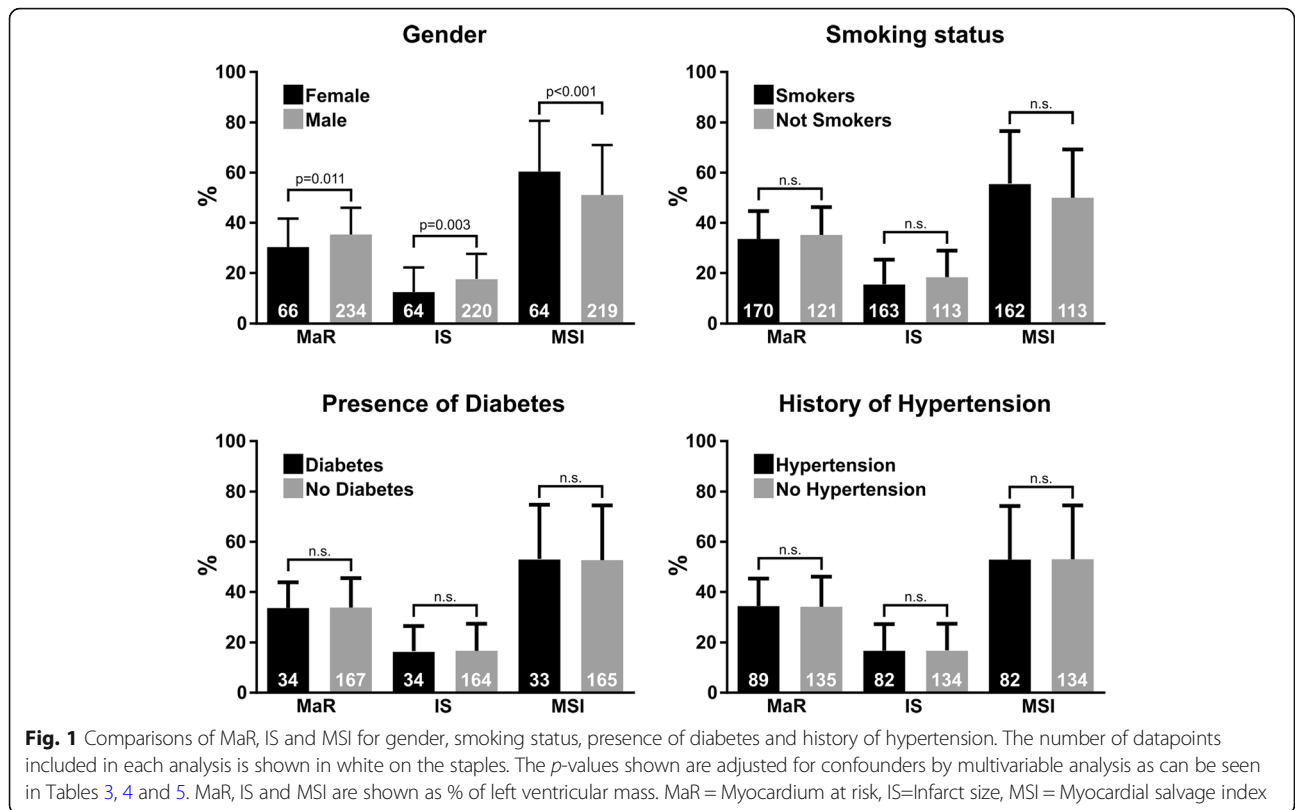 Gender
100
80
60
40
20
0
%
Female
Male
p=0.011
p=0.003
p<0.001
66 234 64 220 64 219
MaR IS MSI
Smoking status
100
80
60
40
20
0
%
Smokers
Not Smokers
n.s.
n.s.
n.s.
170 121 163 113 162 113
MaR IS MSI
Presence of Diabetes
100
80
60
40
20
0
%
Diabetes
No Diabetes
n.s.
n.s.
n.s.
34 167 34 164 33 165
MaR IS MSI
History of Hypertension
100
80
60
40
20
0
%
Hypertension
No Hypertension
n.s.
n.s.
n.s.
89 135 82 134 82 134
MaR IS MSI
Fig. 1 Comparisons of MaR, IS and MSI for gender, smoking status, presence of diabetes and history of hypertension. The number of datapoints
included in each analysis is shown in white on the staples. The p-values shown are adjusted for confounders by multivariable analysis as can be seen
in Tables 3, 4 and 5. MaR, IS and MSI are shown as % of left ventricular mass. MaR = Myocardium at risk, IS=Infarct size, MSI = Myocardial salvage index